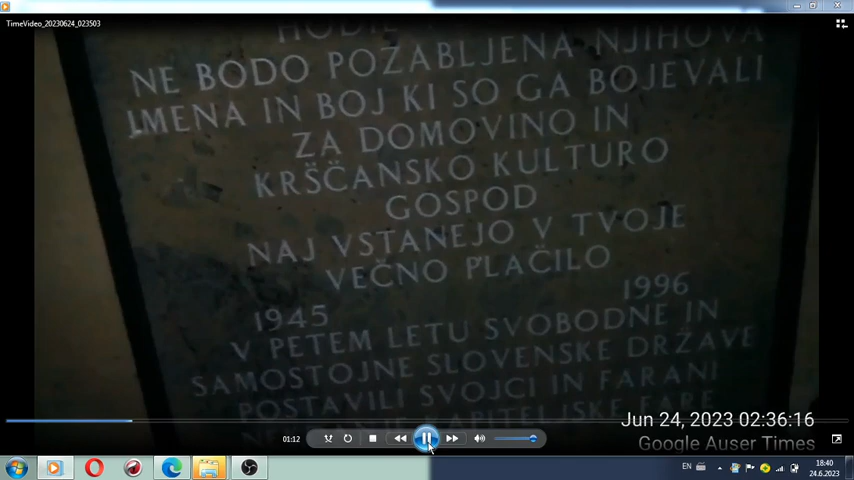 TimeVideo_20230624_023503
NE BODO POZABLJENA NJIHOVA
IMENA IN BOJ KI SO GA BOJEVALI
ZA DOMOVINO IN
KRŠČANSKO KULTURO
GOSPOD
NAJ VSTANEJO V TVOJE
VEČNO PLAČILO
1945 1996
V PETEM LETU SVOBODNE IN
SAMOSTOJNE SLOVENSKE DRŽAVE
POSTAVILI SVOJCI IN FARANI
Jun 24, 2023 02:36:16
Google Auser Times
01:12
EN
18:40
24.6.2023